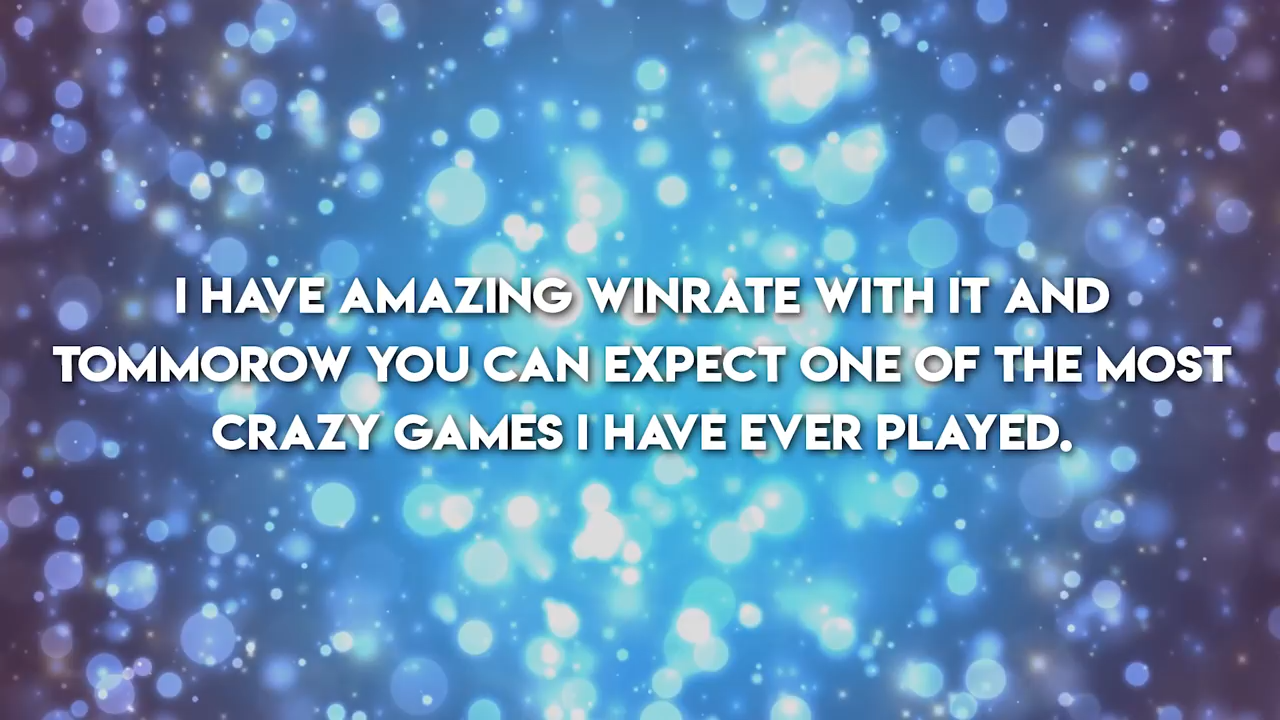 I HAVE AMAZING WINRATE WITH IT AND
TOMMOROW YOU CAN EXPECT ONE OF THE MOST
CRAZY GAMES I HAVE EVER PLAYED.